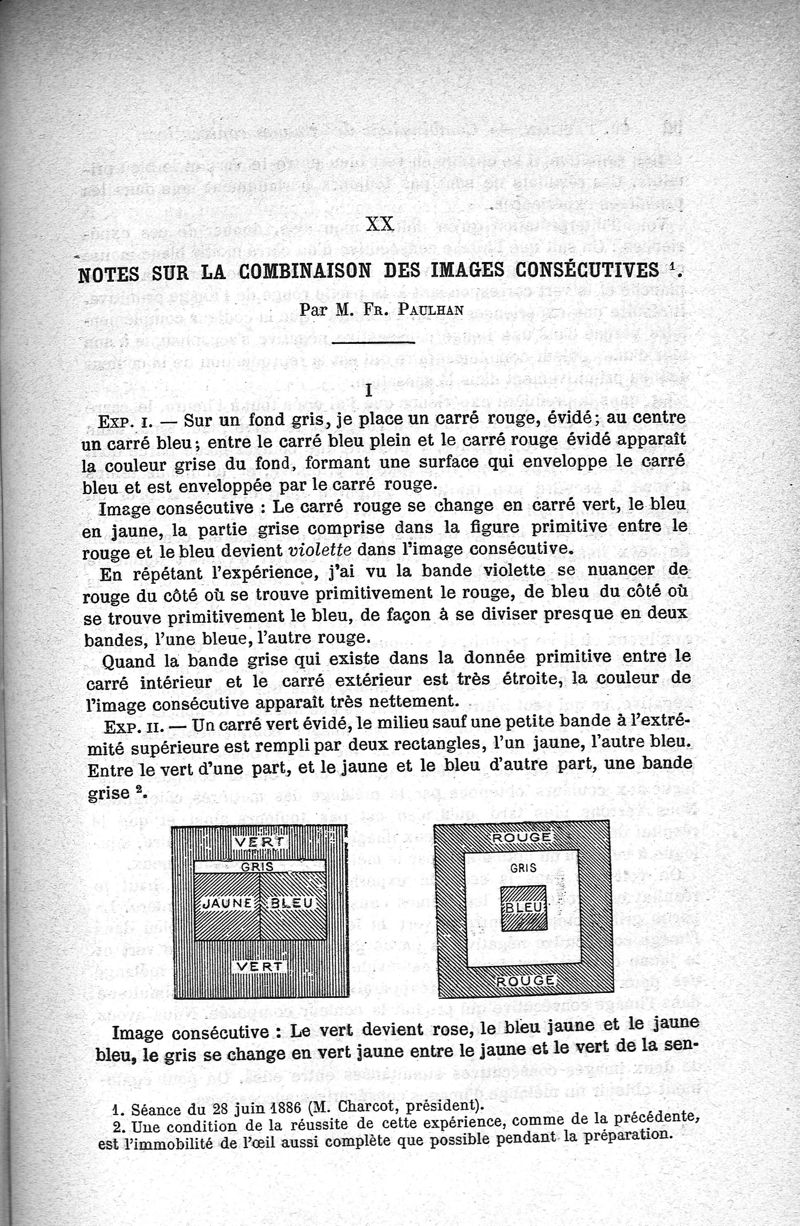 XX
NOTES SUR LA COMBINAISON DES IMAGES CONSÉCUTIVES ¹.
Par M. Fr. Paulhan
I
Exp. i. — Sur un fond gris, je place un carré rouge, évidé; au centre
un carré bleu; entre le carré bleu plein et le carré rouge évidé apparaît
la couleur grise du fond, formant une surface qui enveloppe le carré
bleu et est enveloppée par le carré rouge.
Image consécutive : Le carré rouge se change en carré vert, le bleu
en jaune, la partie grise comprise dans la figure primitive entre le
rouge et le bleu devient violette dans l'image consécutive.
En répétant l'expérience, j'ai vu la bande violette se nuancer de
rouge du côté où se trouve primitivement le rouge, de bleu du côté où
se trouve primitivement le bleu, de façon à se diviser presque en deux
bandes, l'une bleue, l'autre rouge.
Quand la bande grise qui existe dans la donnée primitive entre le
carré intérieur et le carré extérieur est très étroite, la couleur de
l'image consécutive apparaît très nettement.
Exp. ii. — Un carré vert évidé, le milieu sauf une petite bande à l'extré-
mité supérieure est rempli par deux rectangles, l'un jaune, l'autre bleu.
Entre le vert d'une part, et le jaune et le bleu d'autre part, une bande
grise ².
VERT
GRIS
JAUNE BLEU
VERT
ROUGE
GRIS
BLEU
ROUGE
Image consécutive : Le vert devient rose, le bleu jaune et le jaune
bleu, le gris se change en vert jaune entre le jaune et le vert de la sen-
1. Séance du 28 juin 1886 (M. Charcot, président).
2. Une condition de la réussite de cette expérience, comme de la précédente,
est l'immobilité de l'œil aussi complète que possible pendant la préparation.